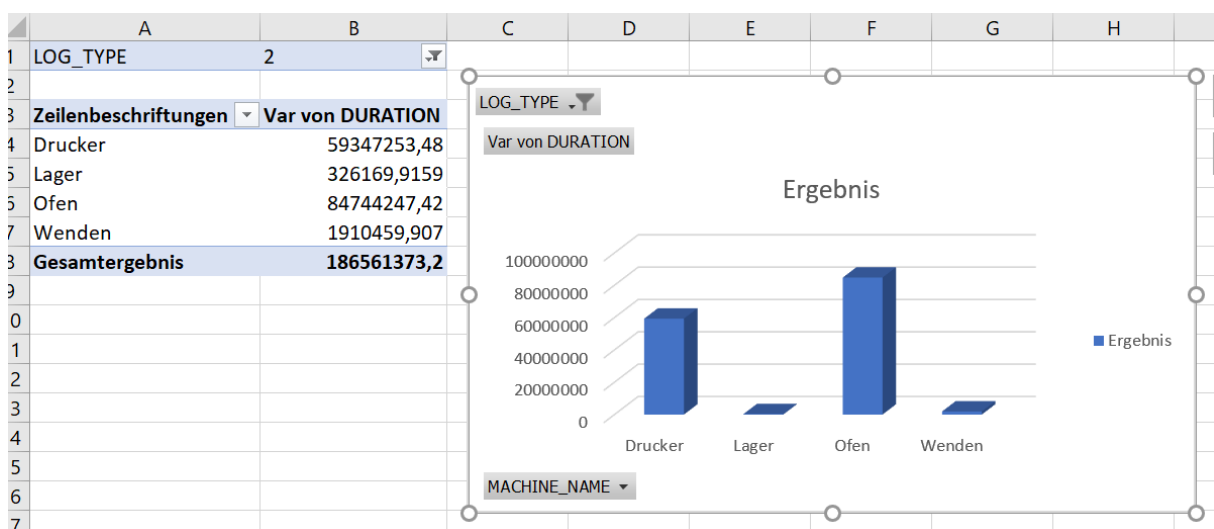 A B C D E F G H
1 LOG_TYPE 2
2
3 Zeilenbeschriftungen Var von DURATION
4 Drucker 59347253,48
5 Lager 326169,9159
6 Ofen 84744247,42
7 Wenden 1910459,907
8 Gesamtergebnis 186561373,2
9
0
1
2
3
4
5
6
7
LOG_TYPE
Var von DURATION
Ergebnis
100000000
80000000
60000000
40000000
20000000
0
Drucker Lager Ofen Wenden
Ergebnis
MACHINE_NAME